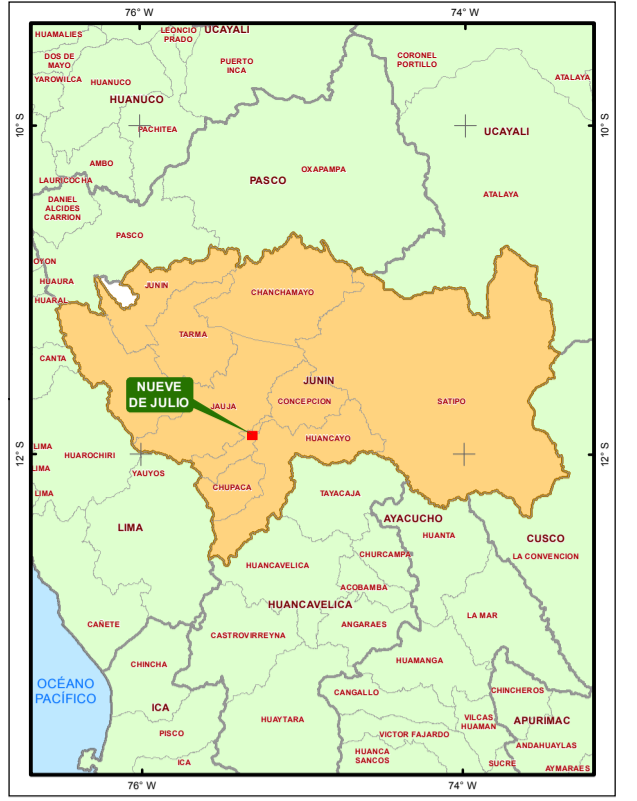 76° W
74° W
HUAMALIES
LEONCIO
PRADO
UCAYALI
DOS DE
MAYO
PUERTO
INCA
CORONEL
PORTILLO
YAROWILCA
HUANUCO
ATALAYA
HUANUCO
10° S
10° S
PACHITEA
UCAYALI
AMBO
OXAPAMPA
LAURICOCHA
PASCO
ATALAYA
DANIEL
ALCIDES
CARRION
PASCO
OYON
HUAURA
JUNIN
CHANCHAMAYO
HUARAL
TARMA
CANTA
JUNIN
NUEVE
DE JULIO
JAUJA
CONCEPCION
SATIPO
HUANCAYO
LIMA
HUAROCHIRI
12° S
12° S
LIMA
YAUYOS
CHUPACA
LIMA
TAYACAJA
AYACUCHO
LIMA
HUANTA
CUSCO
CHURCAMPA
LA CONVENCION
HUANCAVELICA
ACOBAMBA
HUANCAVELICA
LA MAR
CAÑETE
ANGARAES
CASTROVIRREYNA
CHINCHA
HUAMANGA
OCÉANO
PACÍFICO
CANGALLO
CHINCHEROS
ICA
HUAYTARA
VILCAS
HUAMAN
APURIMAC
PISCO
VICTOR FAJARDO
ANDAHUAYLAS
HUANCA
SANCOS
ICA
SUCRE
AYMARAES
76° W
74° W